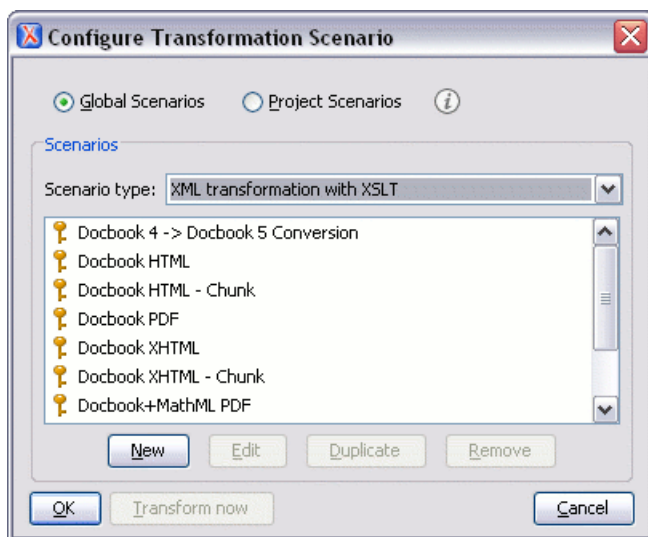 Configure Transformation Scenario
Global Scenarios Project Scenarios i
Scenarios
Scenario type: XML transformation with XSLT
Docbook 4 -> Docbook 5 Conversion
Docbook HTML
Docbook HTML - Chunk
Docbook PDF
Docbook XHTML
Docbook XHTML - Chunk
Docbook+MathML PDF
New Edit Duplicate Remove
OK Transform now Cancel